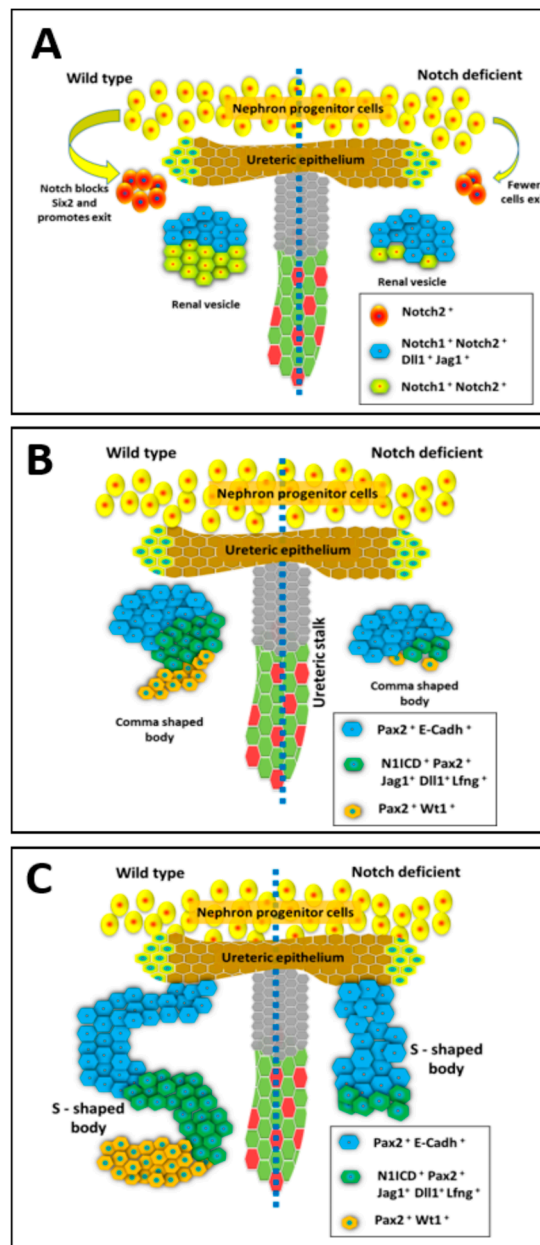 A
Wild type
Notch deficient
Nephron progenitor cells
Ureteric epithelium
Notch blocks
Six2 and
promotes exit
Fewer
cells ex
Renal vesicle
Renal vesicle
Notch2⁺
Notch1⁺ Notch2⁺
Dll1⁺ Jag1⁺
Notch1⁺ Notch2⁺
B
Wild type
Notch deficient
Nephron progenitor cells
Ureteric epithelium
Ureteric stalk
Comma shaped
body
Comma shaped
body
Pax2⁺ E-Cadh⁺
N1ICD⁺ Pax2⁺
Jag1⁺ Dll1⁺ Lfng⁺
Pax2⁺ Wt1⁺
C
Wild type
Notch deficient
Nephron progenitor cells
Ureteric epithelium
S - shaped
body
S - shaped
body
Pax2⁺ E-Cadh⁺
N1ICD⁺ Pax2⁺
Jag1⁺ Dll1⁺ Lfng⁺
Pax2⁺ Wt1⁺